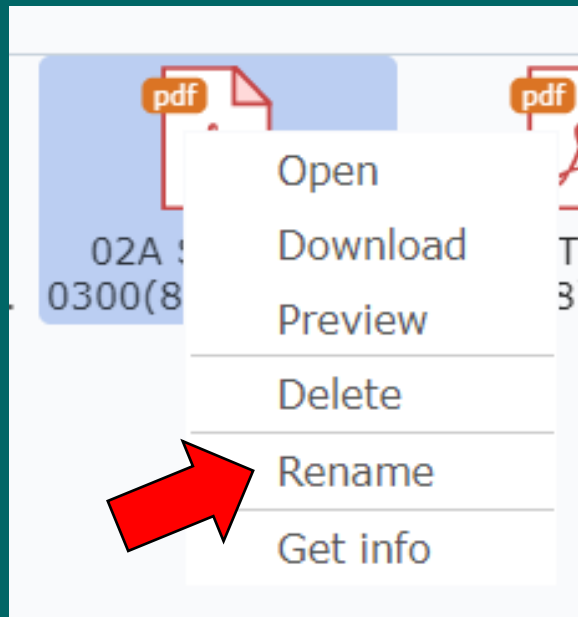 pdf pdf
Open
02A
Download
0300(8
Preview
Delete
Rename
Get info